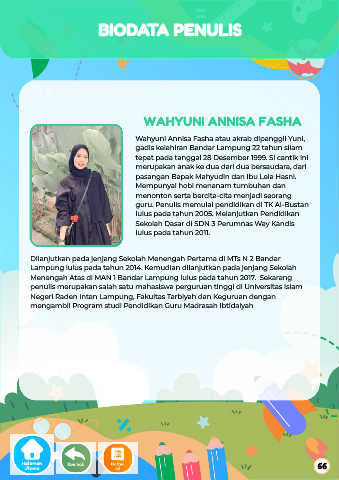 BIODATA PENULIS
WAHYUNI ANNISA FASHA
Wahyuni Annisa Fasha atau akrab dipanggil Yuni,
gadis kelahiran Bandar Lampung 22 tahun silam
tepat pada tanggal 28 Desember 1999. Si cantik ini
merupakan anak ke dua dari dua bersaudara, dari
pasangan Bapak Mahyudin dan Ibu Lela Hasni.
Mempunyai hobi menanam tumbuhan dan
menonton serta bercita-cita menjadi seorang
guru. Penulis memulai pendidikan di TK Al-Bustan
lulus pada tahun 2005. Melanjutkan Pendidikan
Sekolah Dasar di SDN 3 Perumnas Way Kandis
lulus pada tahun 2011.
Dilanjutkan pada jenjang Sekolah Menengah Pertama di MTs N 2 Bandar
Lampung lulus pada tahun 2014. Kemudian dilanjutkan pada jenjang Sekolah
Menengah Atas di MAN 1 Bandar Lampung lulus pada tahun 2017. Sekarang
penulis merupakan salah satu mahasiswa perguruan tinggi di Universitas Islam
Negeri Raden Intan Lampung, Fakultas Tarbiyah dan Keguruan dengan
mengambil Program studi Pendidikan Guru Madrasah Ibtidaiyah
Halaman
Utama
66